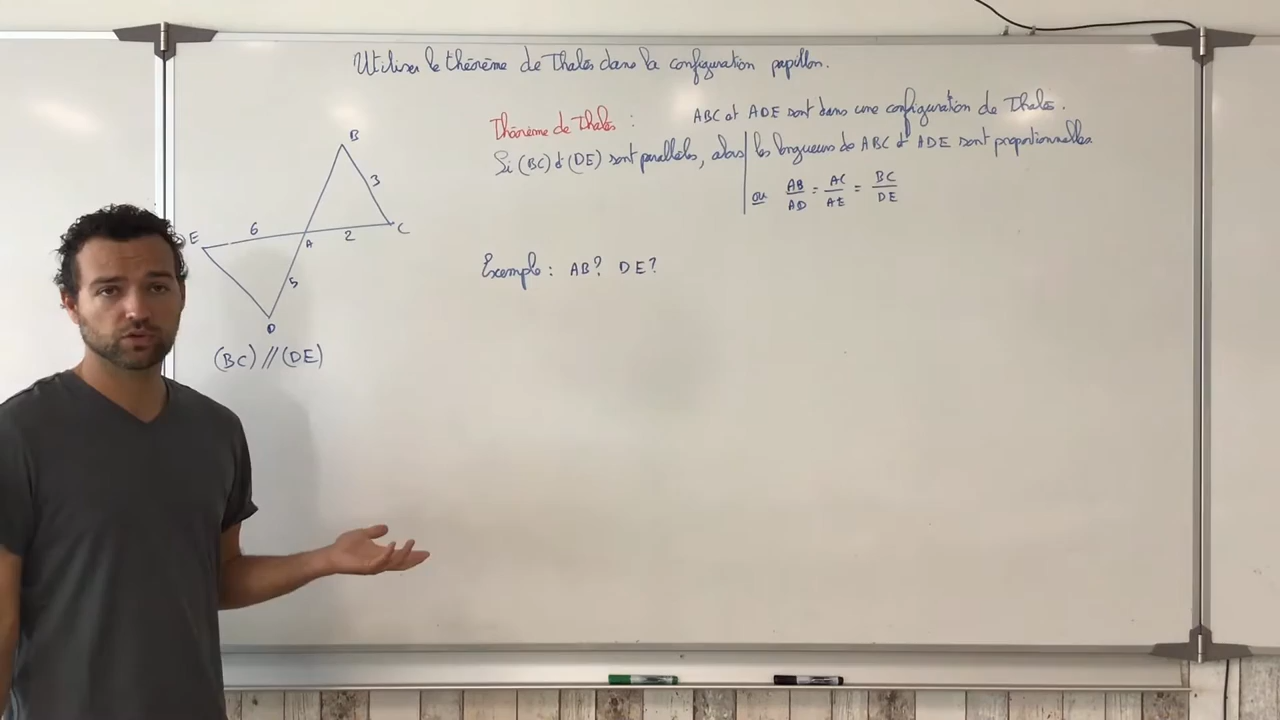 Utiliser le théorème de Thalès dans la configuration papillon.
Théorème de Thalès :
ABC et ADE sont dans une configuration de Thalès.
Si (BC) et (DE) sont parallèles, alors
les longueurs de ABC et ADE sont proportionnelles.
ou AB/AD = AC/AE = BC/DE
B
3
E
6
A
2
C
5
D
(BC) // (DE)
Exemple : AB? DE?